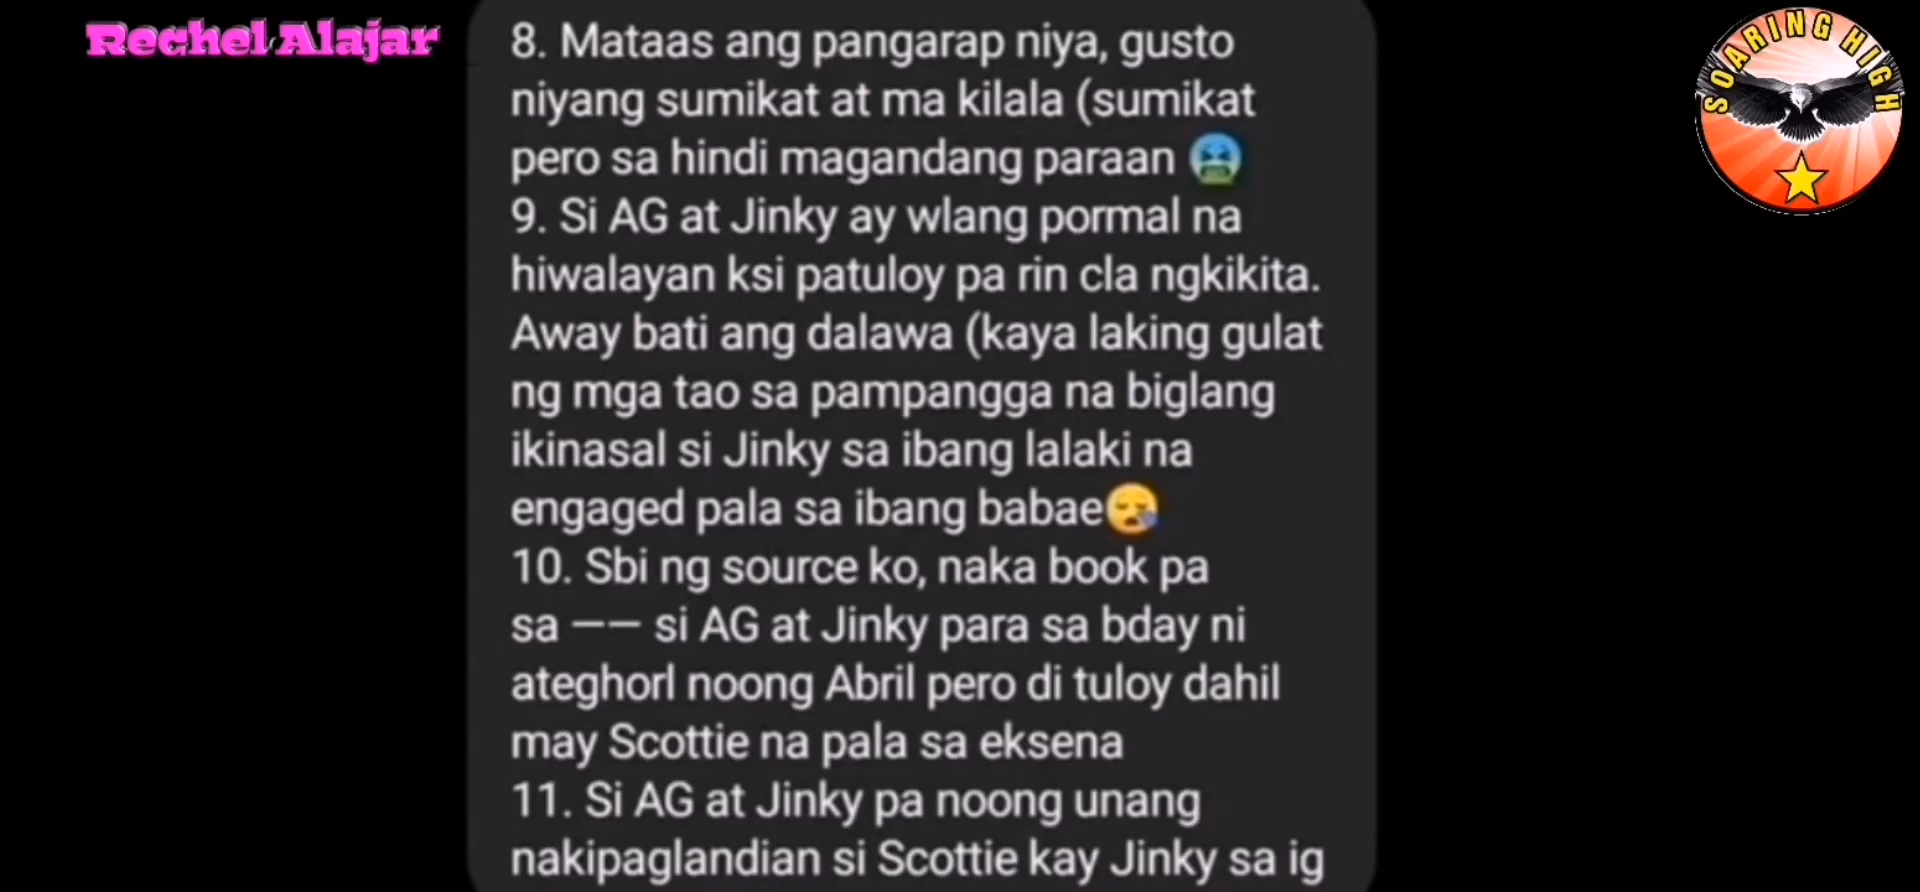 Rechel Alajar
SOARING HIGH
8. Mataas ang pangarap niya, gusto
niyang sumikat at ma kilala (sumikat
pero sa hindi magandang paraan 🤮
9. Si AG at Jinky ay wlang pormal na
hiwalayan ksi patuloy pa rin cla ngkikita.
Away bati ang dalawa (kaya laking gulat
ng mga tao sa pampangga na biglang
ikinasal si Jinky sa ibang lalaki na
engaged pala sa ibang babae😪
10. Sbi ng source ko, naka book pa
sa —— si AG at Jinky para sa bday ni
ateghorl noong Abril pero di tuloy dahil
may Scottie na pala sa eksena
11. Si AG at Jinky pa noong unang
nakipaglandian si Scottie kay Jinky sa ig